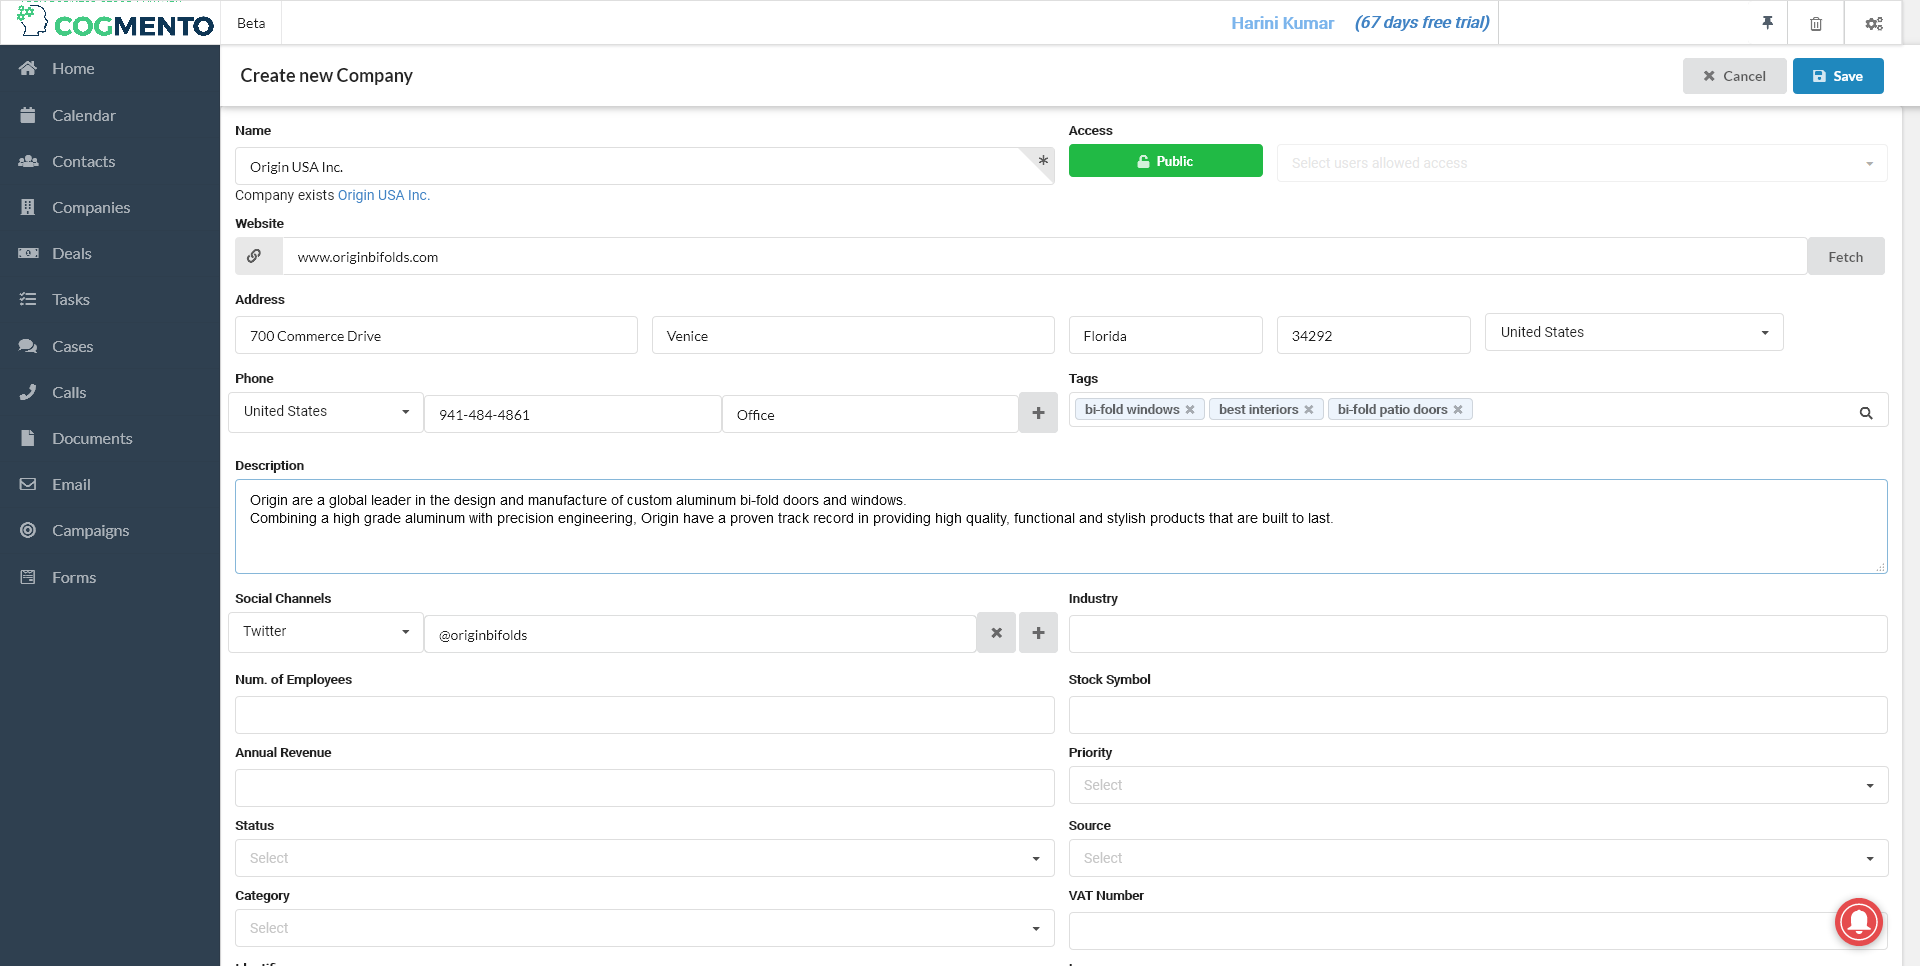 COGMENTO
Beta
Harini Kumar (67 days free trial)
Home
Calendar
Contacts
Companies
Deals
Tasks
Cases
Calls
Documents
Email
Campaigns
Forms
Create new Company
Cancel
Save
Name
Access
Origin USA Inc.
*
Public
Select users allowed access
Company exists Origin USA Inc.
Website
www.originbifolds.com
Fetch
Address
700 Commerce Drive
Venice
Florida
34292
United States
Phone
Tags
United States
941-484-4861
Office
bi-fold windows
best interiors
bi-fold patio doors
Description
Origin are a global leader in the design and manufacture of custom aluminum bi-fold doors and windows.
Combining a high grade aluminum with precision engineering, Origin have a proven track record in providing high quality, functional and stylish products that are built to last.
Social Channels
Industry
Twitter
@originbifolds
Num. of Employees
Stock Symbol
Annual Revenue
Priority
Select
Status
Source
Select
Select
Category
VAT Number
Select